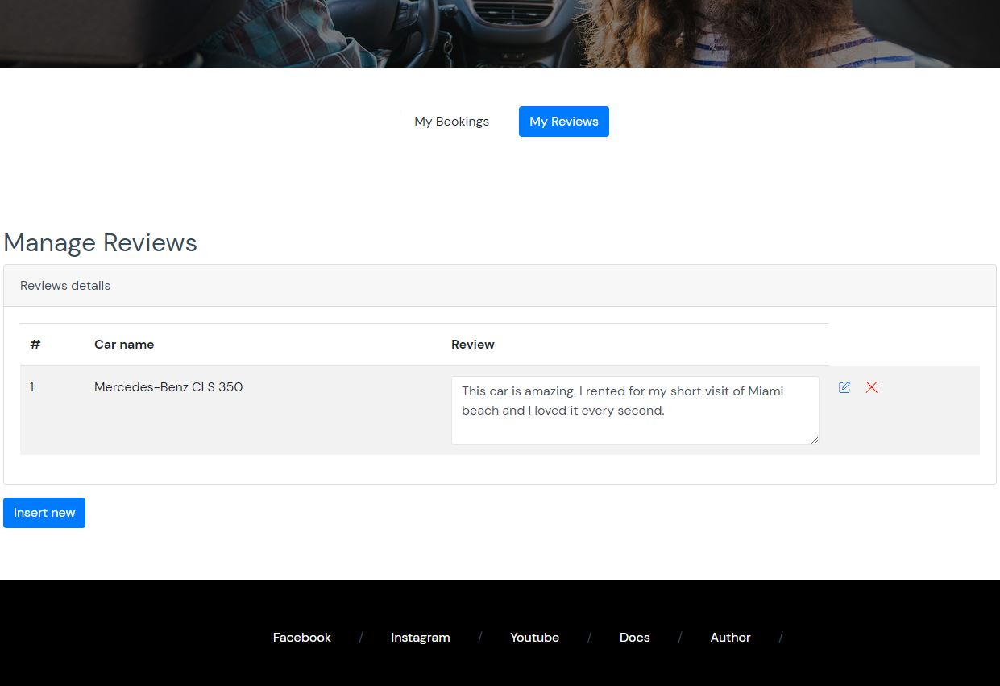 My Bookings
My Reviews
Manage Reviews
Reviews details
# Car name Review
1 Mercedes-Benz CLS 350 This car is amazing. I rented for my short visit of Miami
beach and I loved it every second.
Insert new
Facebook / Instagram / Youtube / Docs / Author /